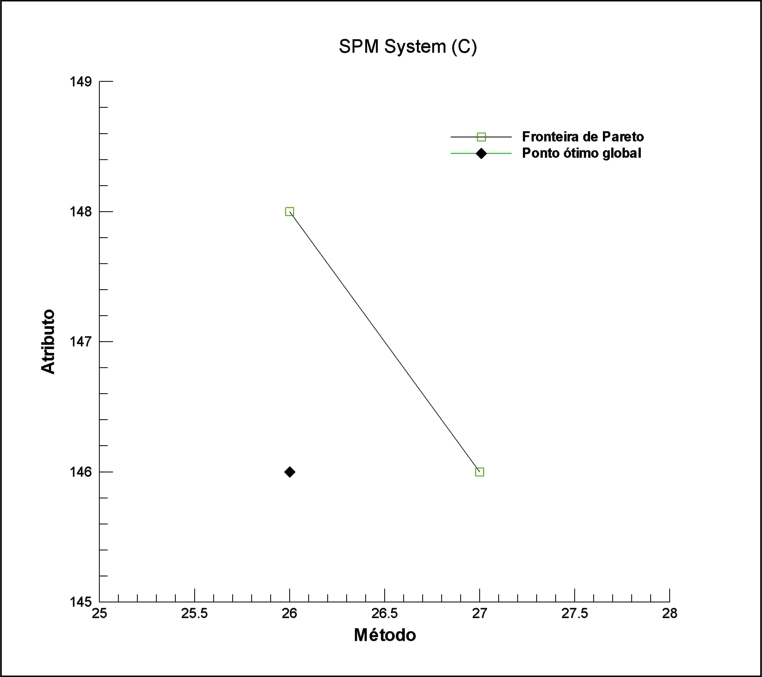 SPM System (C)
149
Fronteira de Pareto
Ponto ótimo global
148
147
Atributo
146
145
25 25.5 26 26.5 27 27.5 28
Método